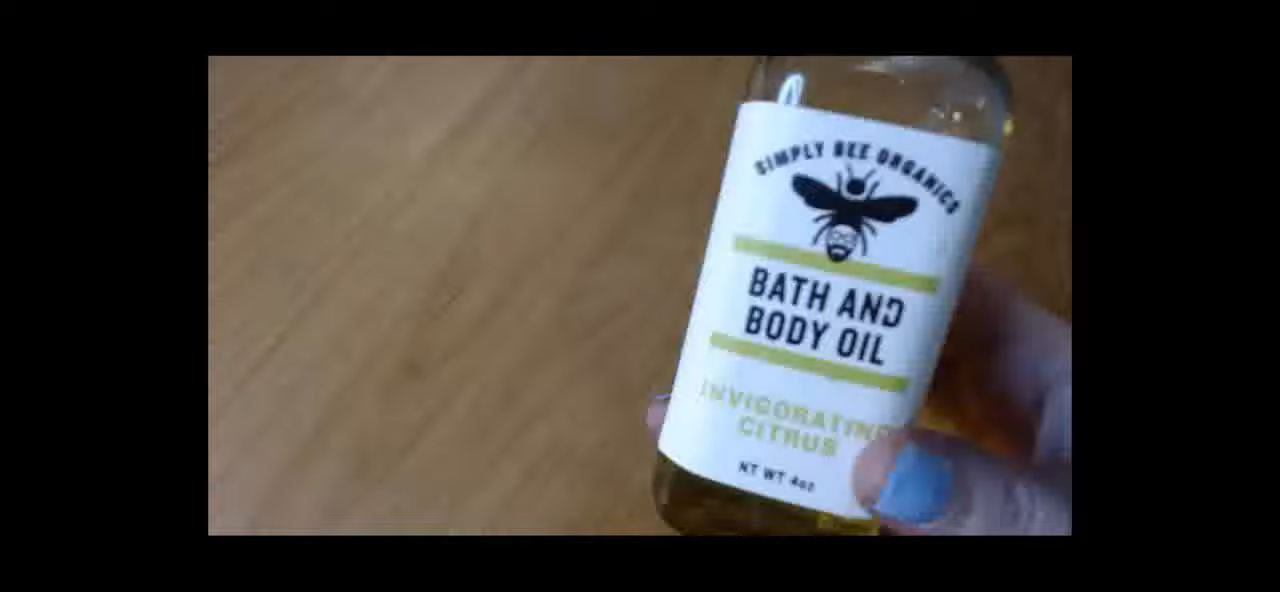 SIMPLY BEE ORGANICS
BATH AND
BODY OIL
INVIGORATING
CITRUS
NT WT 4oz